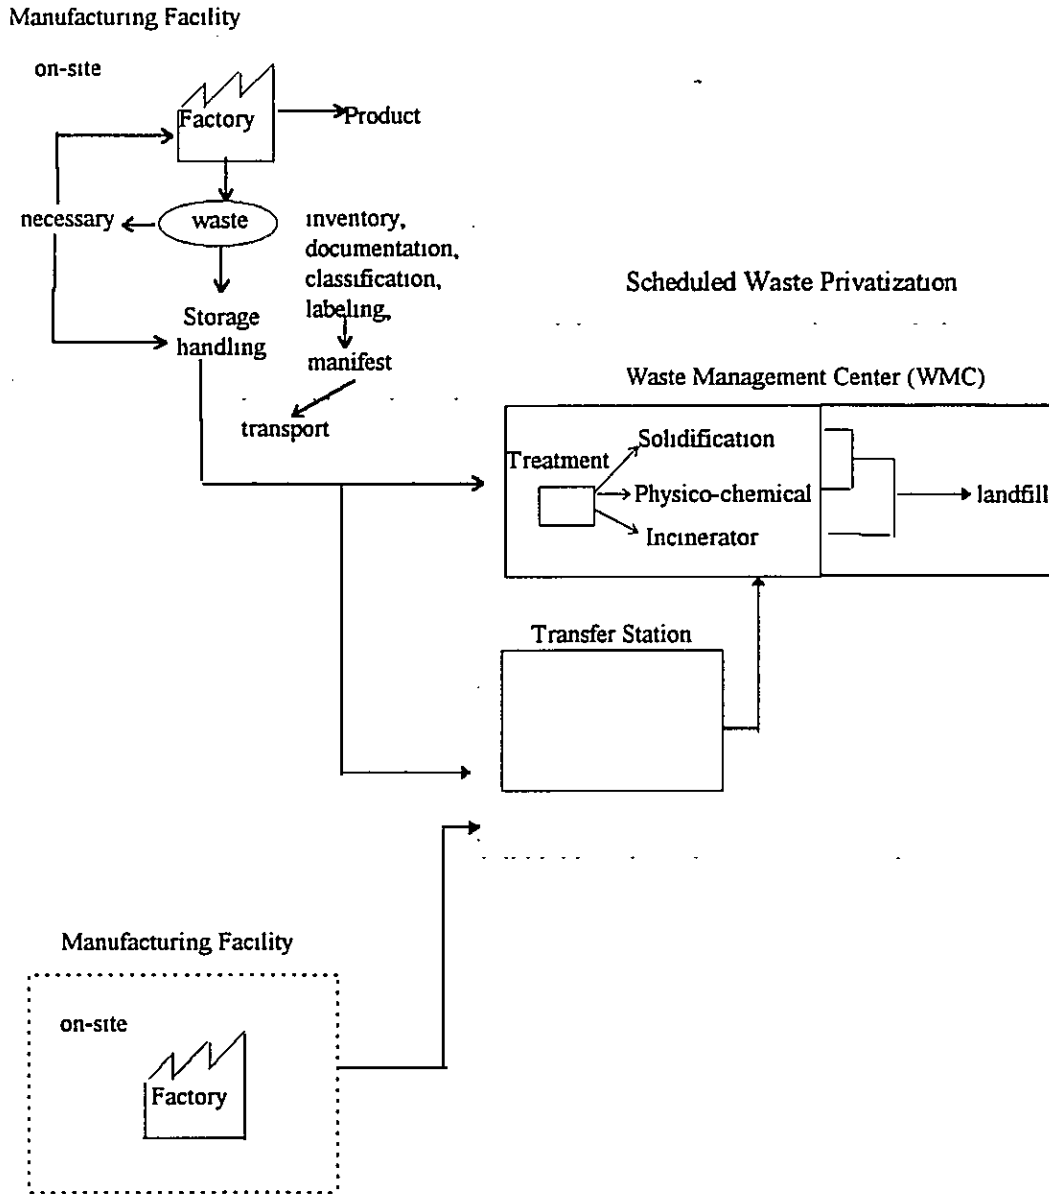 Manufacturing Facility
on-site
Factory
Product
necessary
waste
inventory,
documentation,
classification,
labeling,
Storage
handling
manifest
transport
Scheduled Waste Privatization
Waste Management Center (WMC)
Treatment
Solidification
Physico-chemical
Incinerator
landfill
Transfer Station
Manufacturing Facility
on-site
Factory